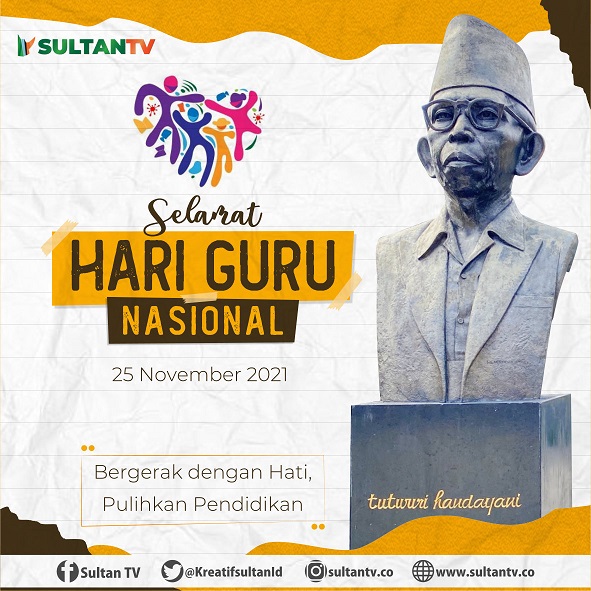 SULTANTV
Selamat
HARI GURU
NASIONAL
25 November 2021
"
Bergerak dengan Hati,
Pulihkan Pendidikan
"
tutwuri handayani
Sultan TV @KreatifsultanId sultantv.co www.sultantv.co